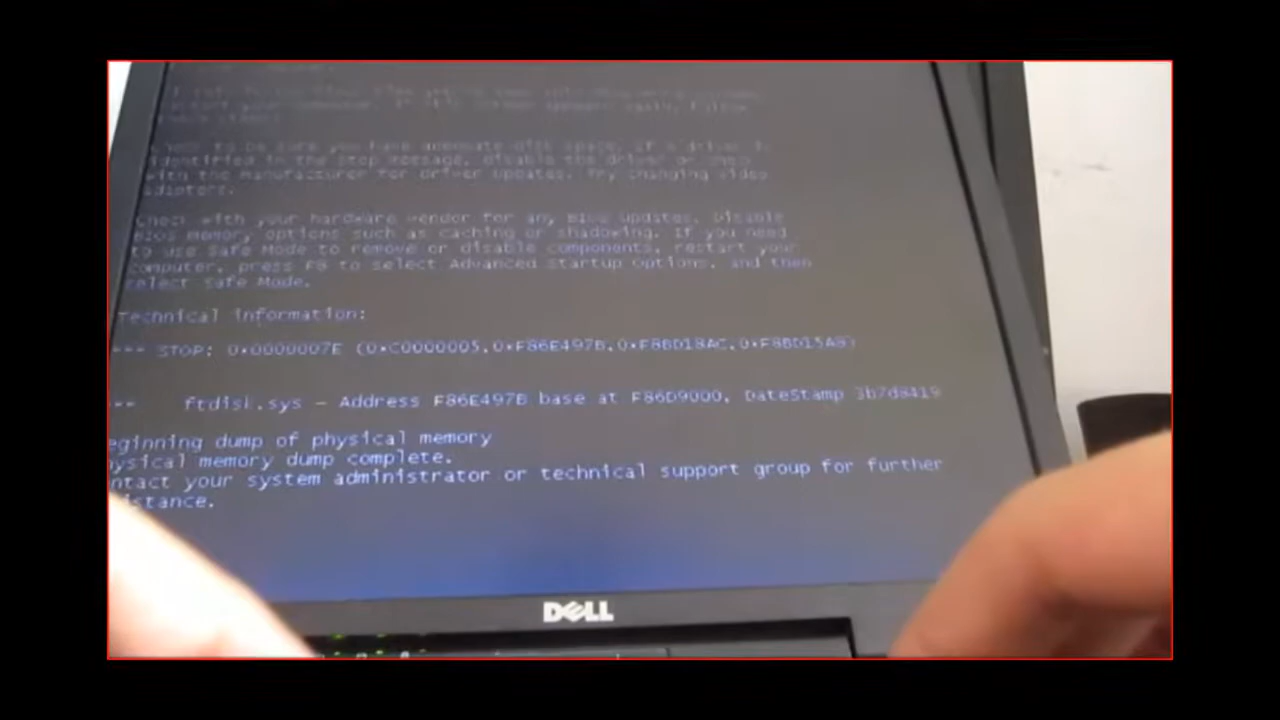 Check to be sure you have adequate disk space. If a driver is
identified in the Stop message, disable the driver or check
with the manufacturer for driver updates. Try changing video
adapters.
Check with your hardware vendor for any BIOS updates. Disable
BIOS memory options such as caching or shadowing. If you need
to use Safe Mode to remove or disable components, restart your
computer, press F8 to select Advanced Startup Options, and then
select Safe Mode.
Technical information:
*** STOP: 0x0000007E (0xC0000005,0xF86E497B,0xF8BD18AC,0xF8BD15A8)
ftdisk.sys - Address F86E497B base at F86D9000, DateStamp 3b7d8419
eginning dump of physical memory
ysical memory dump complete.
ntact your system administrator or technical support group for further
istance.
DELL